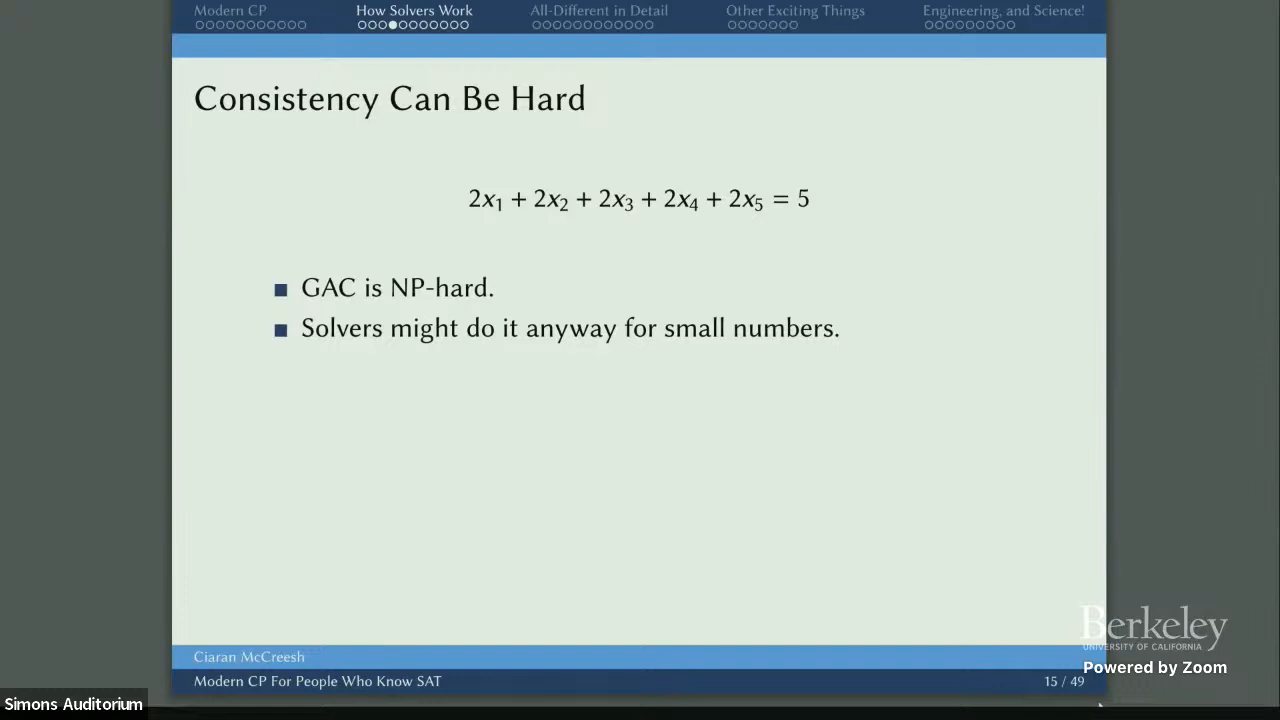 Modern CP How Solvers Work All-Different in Detail Other Exciting Things Engineering, and Science!
Consistency Can Be Hard
2x₁ + 2x₂ + 2x₃ + 2x₄ + 2x₅ = 5
■ GAC is NP-hard.
■ Solvers might do it anyway for small numbers.
Berkeley
UNIVERSITY OF CALIFORNIA
Ciaran McCreesh
Powered by Zoom
Modern CP For People Who Know SAT 15 / 49
Simons Auditorium